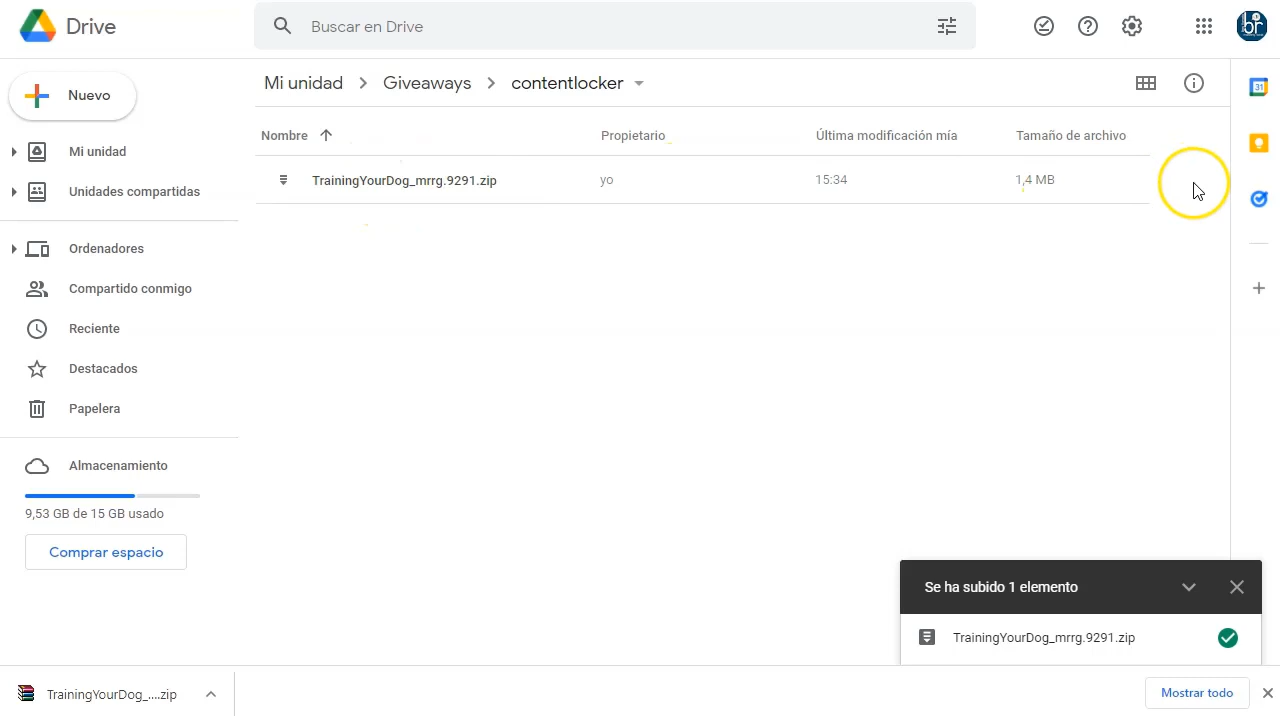 Drive
Buscar en Drive
br
Nuevo
Mi unidad
Giveaways
contentlocker
31
Nombre
Propietario
Última modificación mía
Tamaño de archivo
TrainingYourDog_mrrg.9291.zip
yo
15:34
1,4 MB
Mi unidad
Unidades compartidas
Ordenadores
Compartido conmigo
Reciente
Destacados
Papelera
Almacenamiento
9,53 GB de 15 GB usado
Comprar espacio
Se ha subido 1 elemento
TrainingYourDog_mrrg.9291.zip
TrainingYourDog_....zip
Mostrar todo